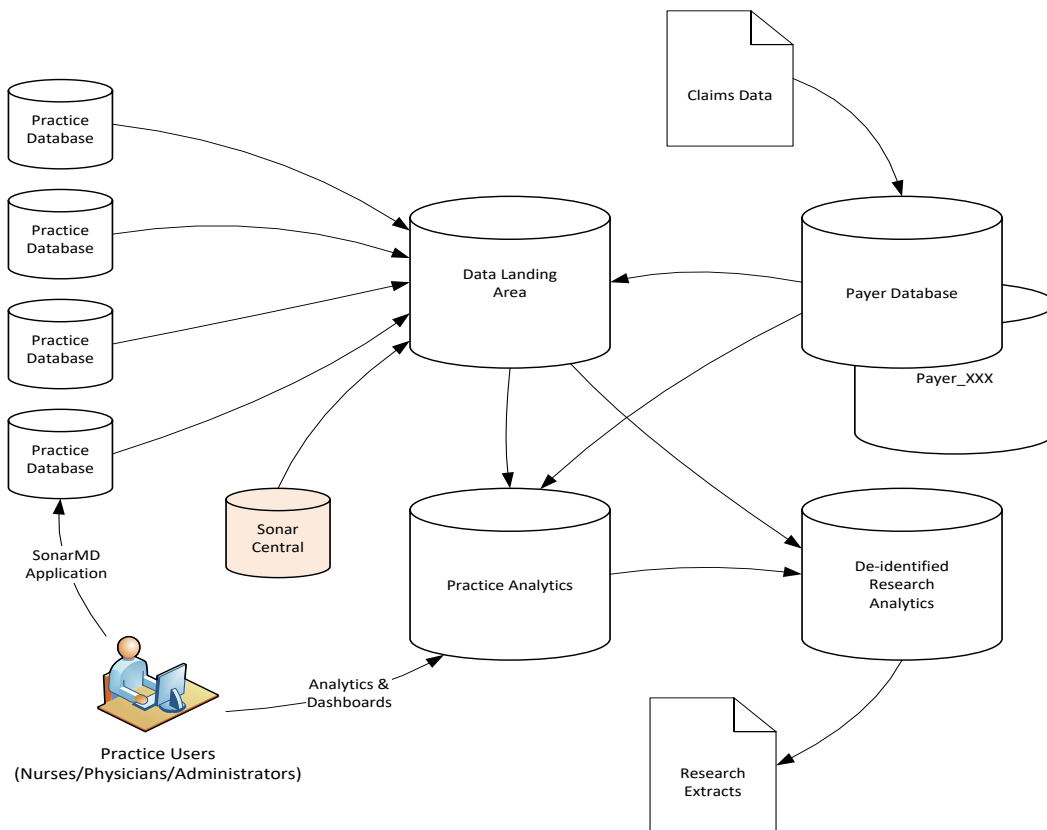 Claims Data
Practice
Database
Practice
Database
Practice
Database
Practice
Database
Data Landing
Area
Payer Database
Payer_XXX
Sonar
Central
SonarMD
Application
Practice Analytics
De-identified
Research
Analytics
Analytics &
Dashboards
Practice Users
(Nurses/Physicians/Administrators)
Research
Extracts